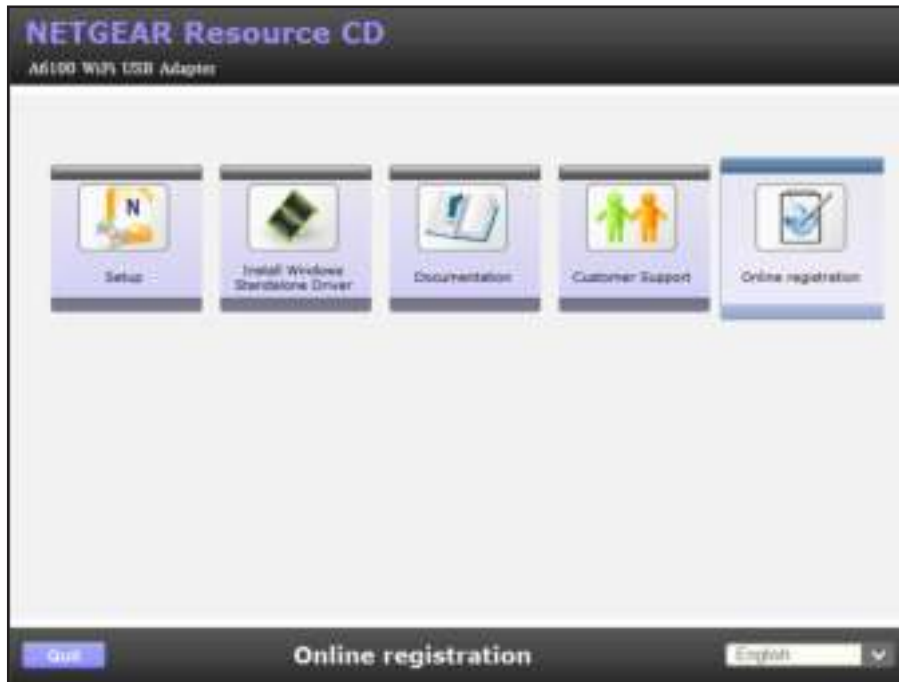 NETGEAR Resource CD
A6100 WiFi USB Adapter
N
Setup
Install Windows
Standalone Driver
Documentation
Customer Support
Online registration
Quit
Online registration
English